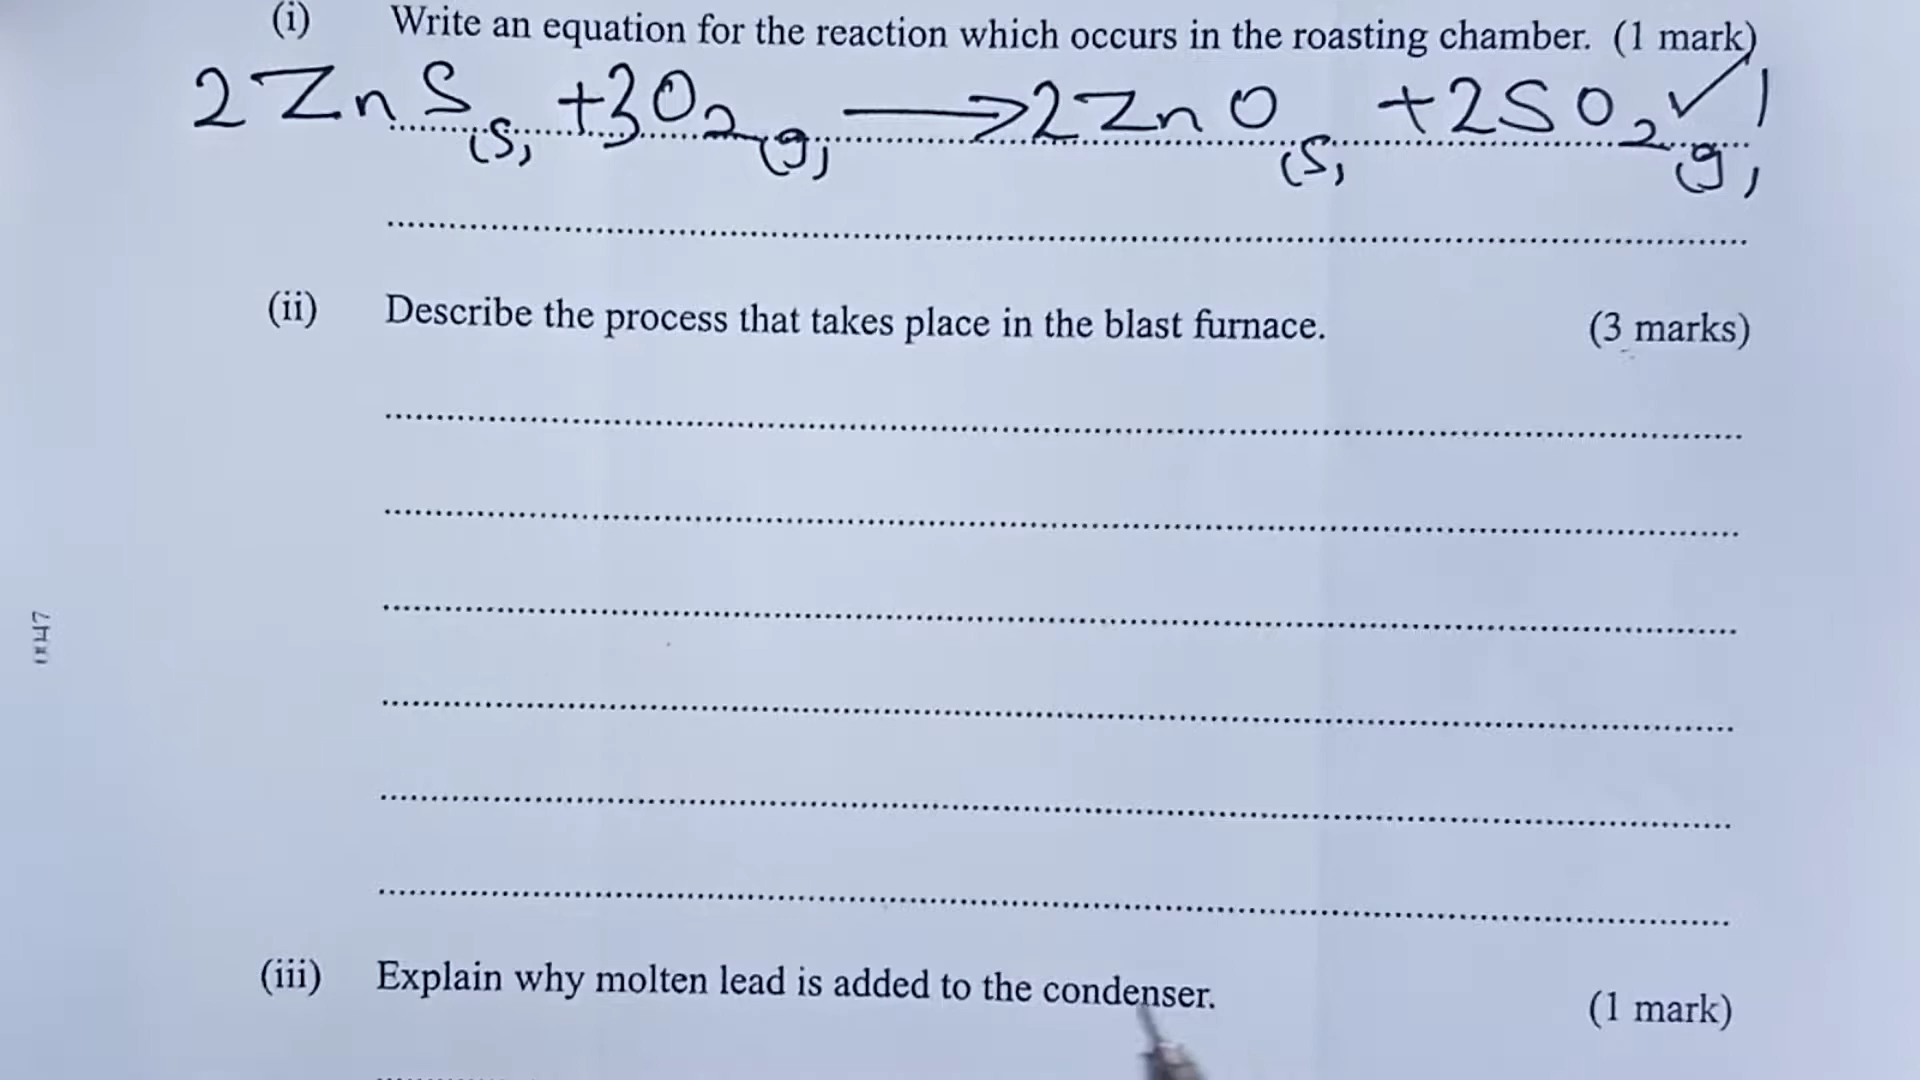 (i) Write an equation for the reaction which occurs in the roasting chamber. (1 mark)
2ZnS(s) + 3O2(g) ⟶ 2ZnO(s) + 2SO2(g) ✓1
(ii) Describe the process that takes place in the blast furnace. (3 marks)
(iii) Explain why molten lead is added to the condenser. (1 mark)